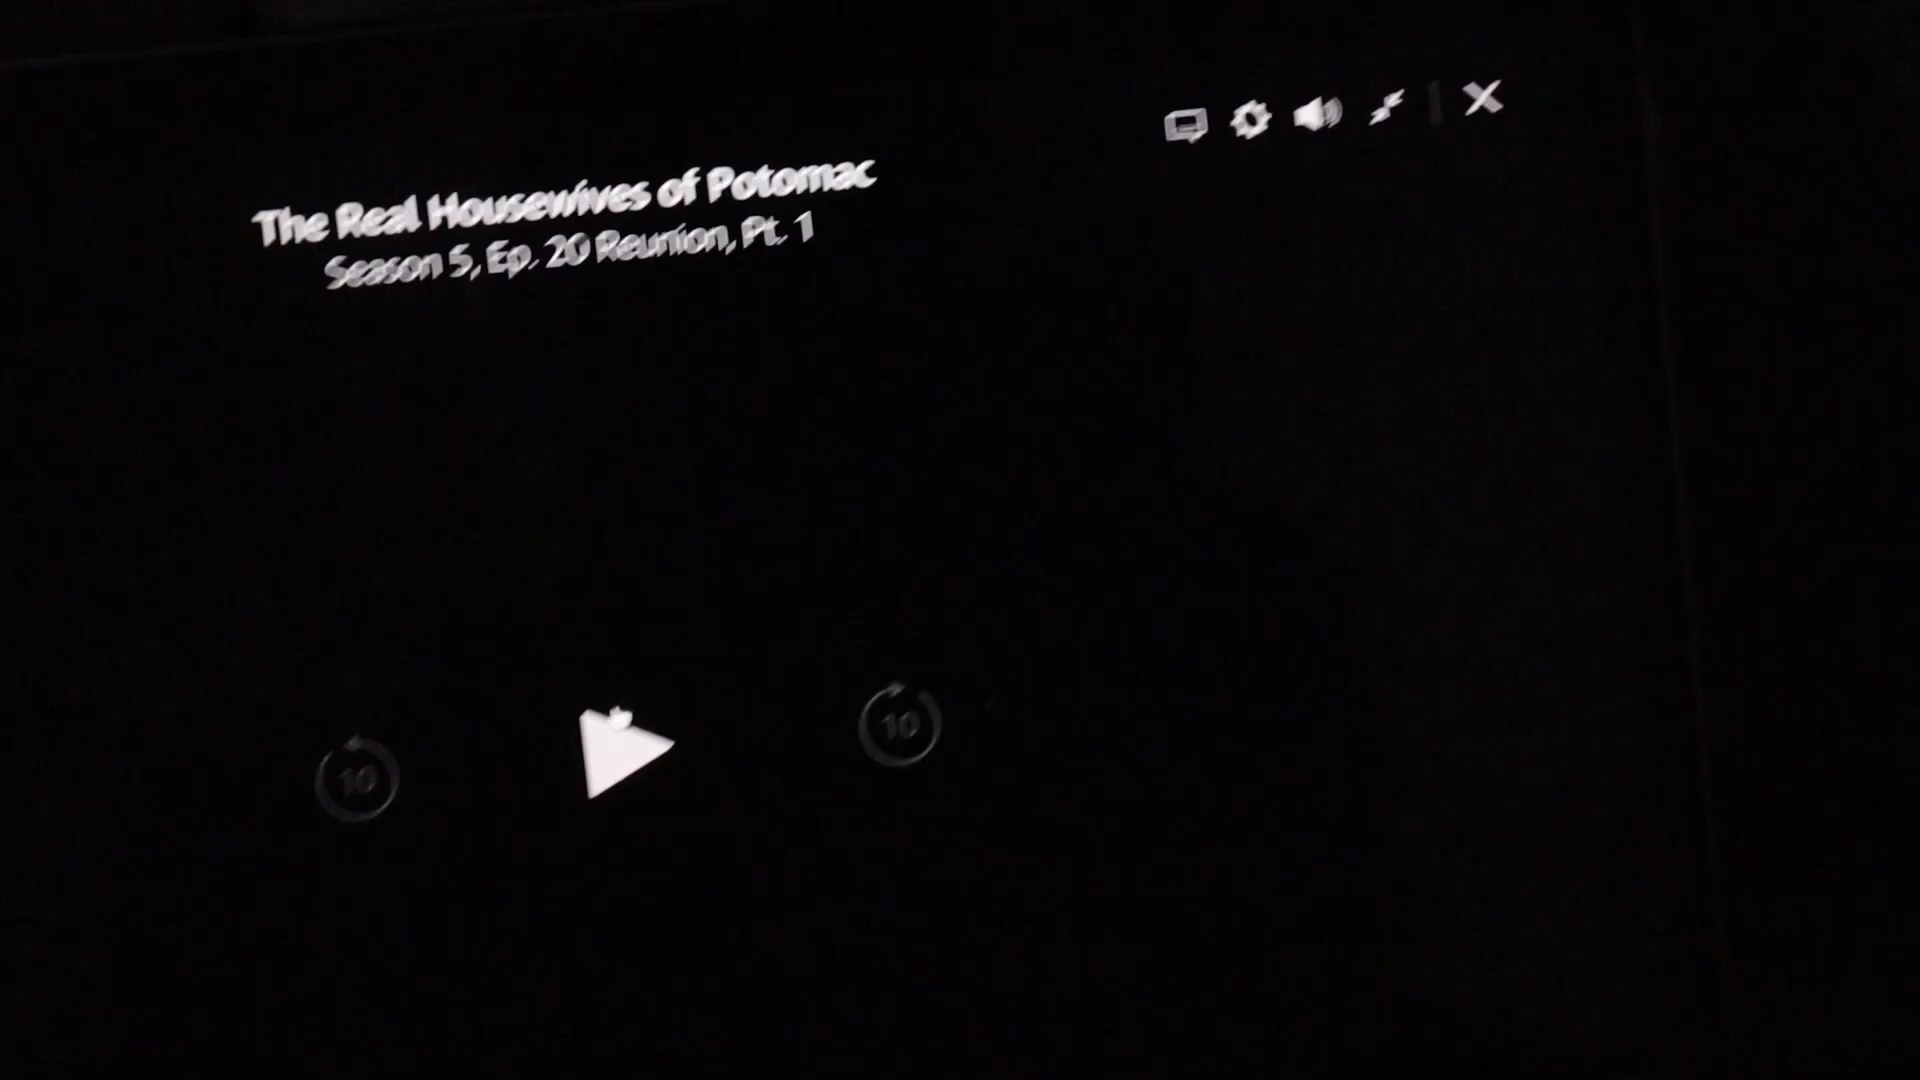 The Real Housewives of Potomac
Season 5, Ep. 20 Reunion, Pt. 1
10
10